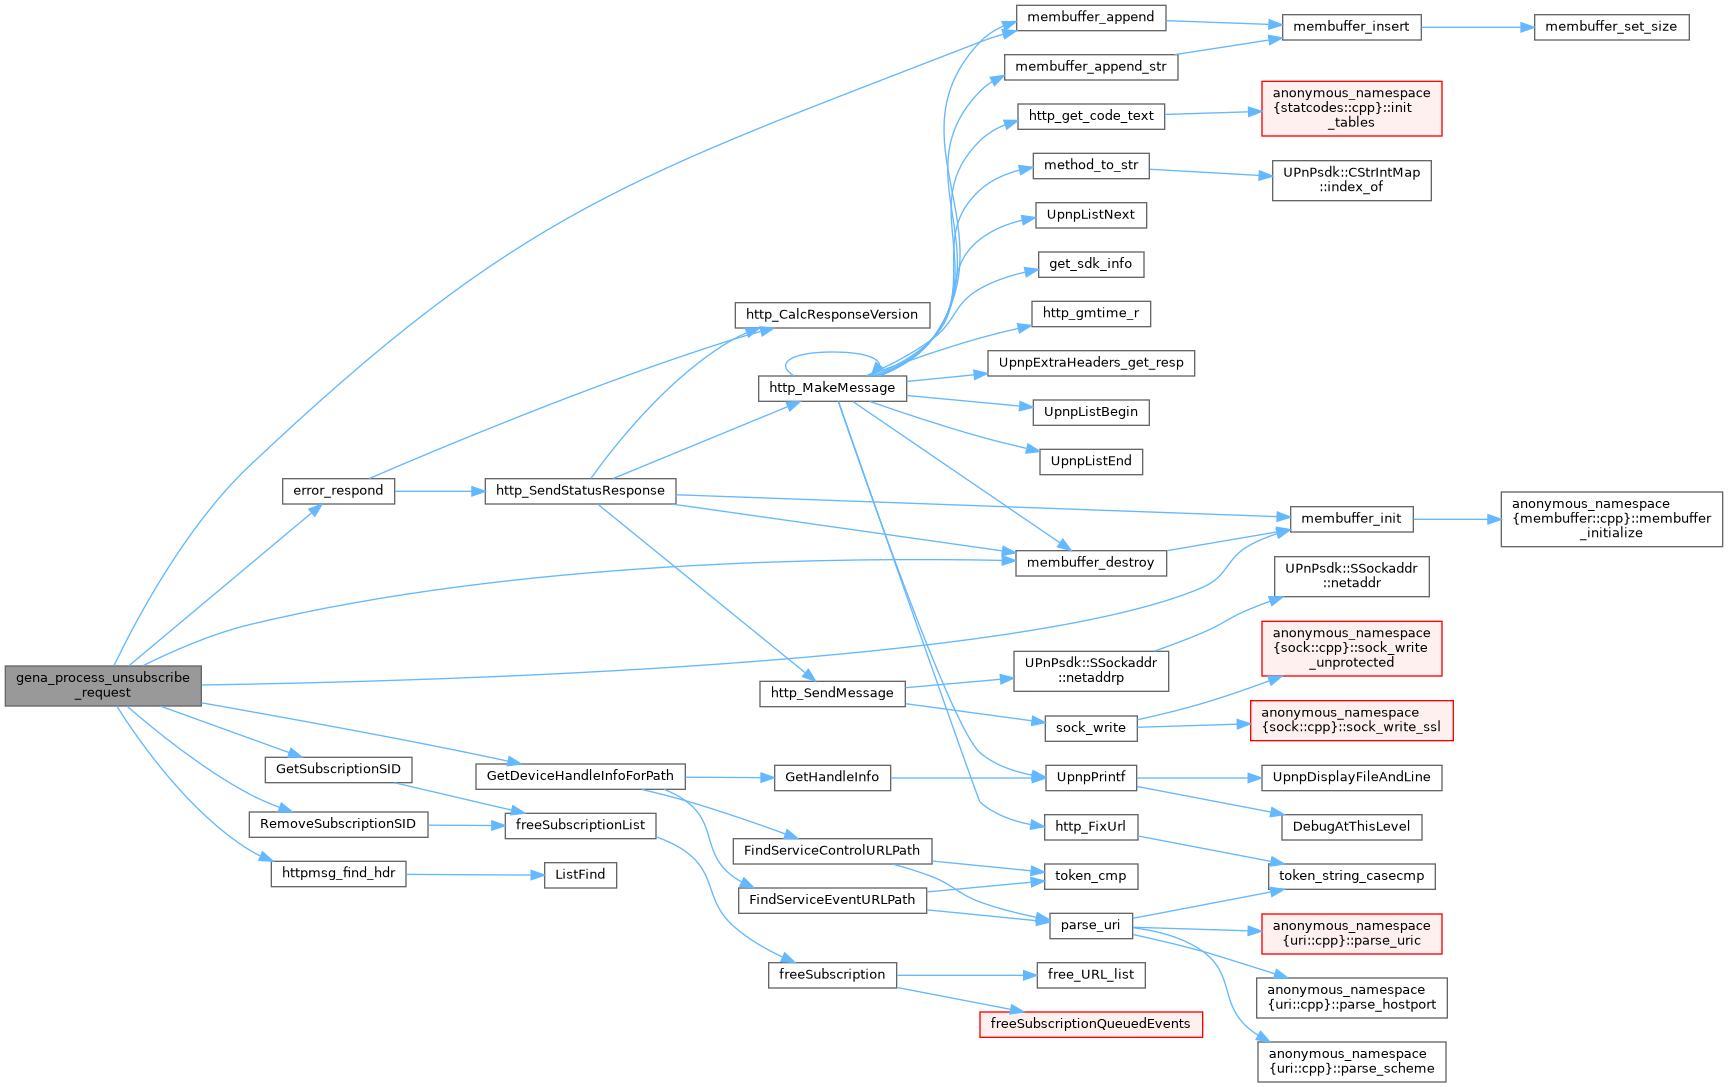 gena_process_unsubscribe
_request
membuffer_append
membuffer_insert
membuffer_set_size
membuffer_append_str
http_get_code_text
anonymous_namespace
{statcodes::cpp}::init
_tables
method_to_str
UPnPsdk::CStrIntMap
::index_of
UpnpListNext
get_sdk_info
http_gmtime_r
http_CalcResponseVersion
UpnpExtraHeaders_get_resp
http_MakeMessage
UpnpListBegin
UpnpListEnd
error_respond
http_SendStatusResponse
membuffer_init
anonymous_namespace
{membuffer::cpp}::membuffer
_initialize
membuffer_destroy
UPnPsdk::SSockaddr
::netaddr
anonymous_namespace
{sock::cpp}::sock_write
_unprotected
UPnPsdk::SSockaddr
::netaddrp
http_SendMessage
sock_write
anonymous_namespace
{sock::cpp}::sock_write_ssl
GetSubscriptionSID
GetDeviceHandleInfoForPath
GetHandleInfo
UpnpPrintf
UpnpDisplayFileAndLine
RemoveSubscriptionSID
freeSubscriptionList
http_FixUrl
DebugAtThisLevel
FindServiceControlURLPath
httpmsg_find_hdr
ListFind
token_cmp
token_string_casecmp
FindServiceEventURLPath
parse_uri
anonymous_namespace
{uri::cpp}::parse_uric
freeSubscription
free_URL_list
anonymous_namespace
{uri::cpp}::parse_hostport
freeSubscriptionQueuedEvents
anonymous_namespace
{uri::cpp}::parse_scheme